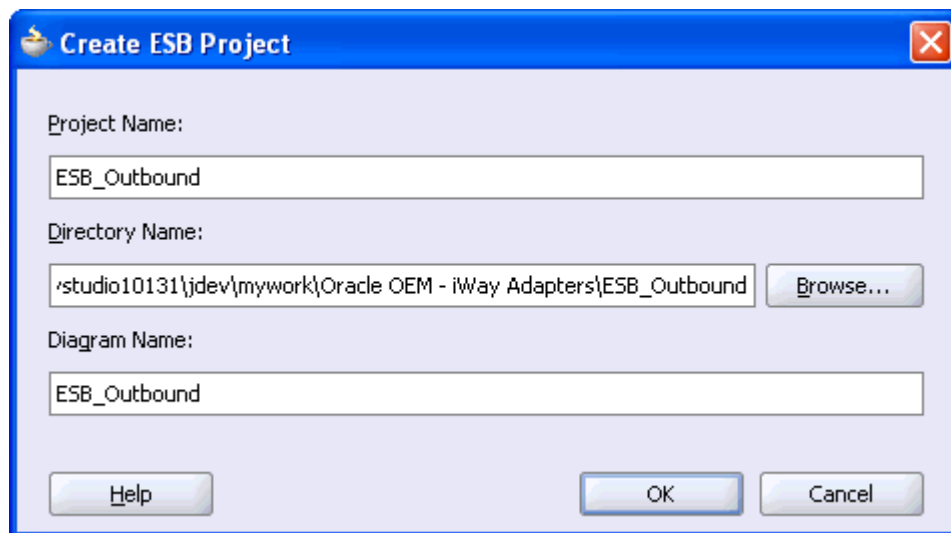 Create ESB Project
Project Name:
ESB_Outbound
Directory Name:
studio10131\jdev\mywork\Oracle OEM - iWay Adapters\ESB_Outbound Browse...
Diagram Name:
ESB_Outbound
Help OK Cancel